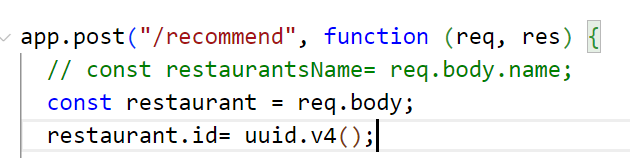 app.post("/recommend", function (req, res) {
// const restaurantsName= req.body.name;
const restaurant = req.body;
restaurant.id= uuid.v4();